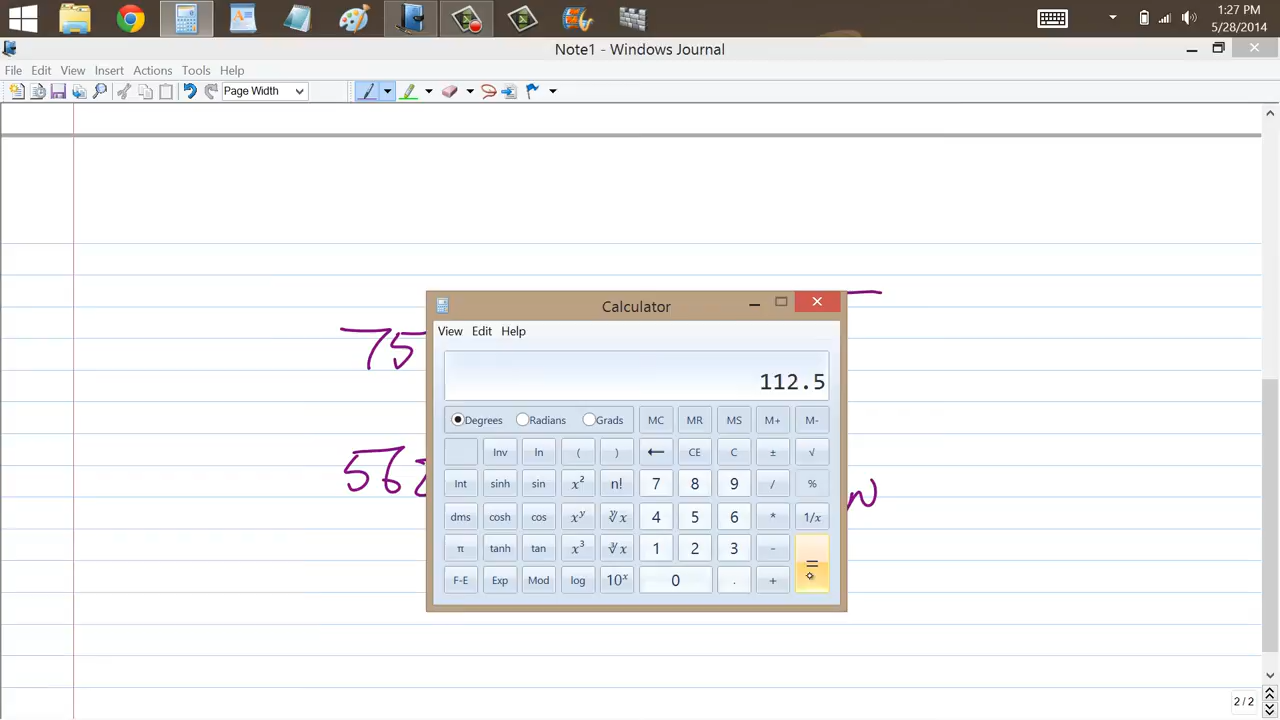 1:27 PM
5/28/2014
Note1 - Windows Journal
File Edit View Insert Actions Tools Help
Page Width
75
Calculator
View Edit Help
112.5
Degrees Radians Grads MC MR MS M+ M-
Inv ln ( ) ← CE C ± √
Int sinh sin x² n! 7 8 9 / %
dms cosh cos xʸ ʸ√x 4 5 6 * 1/x
π tanh tan x³ ³√x 1 2 3 - =
F-E Exp Mod log 10ˣ 0 . +
56
N
2 / 2